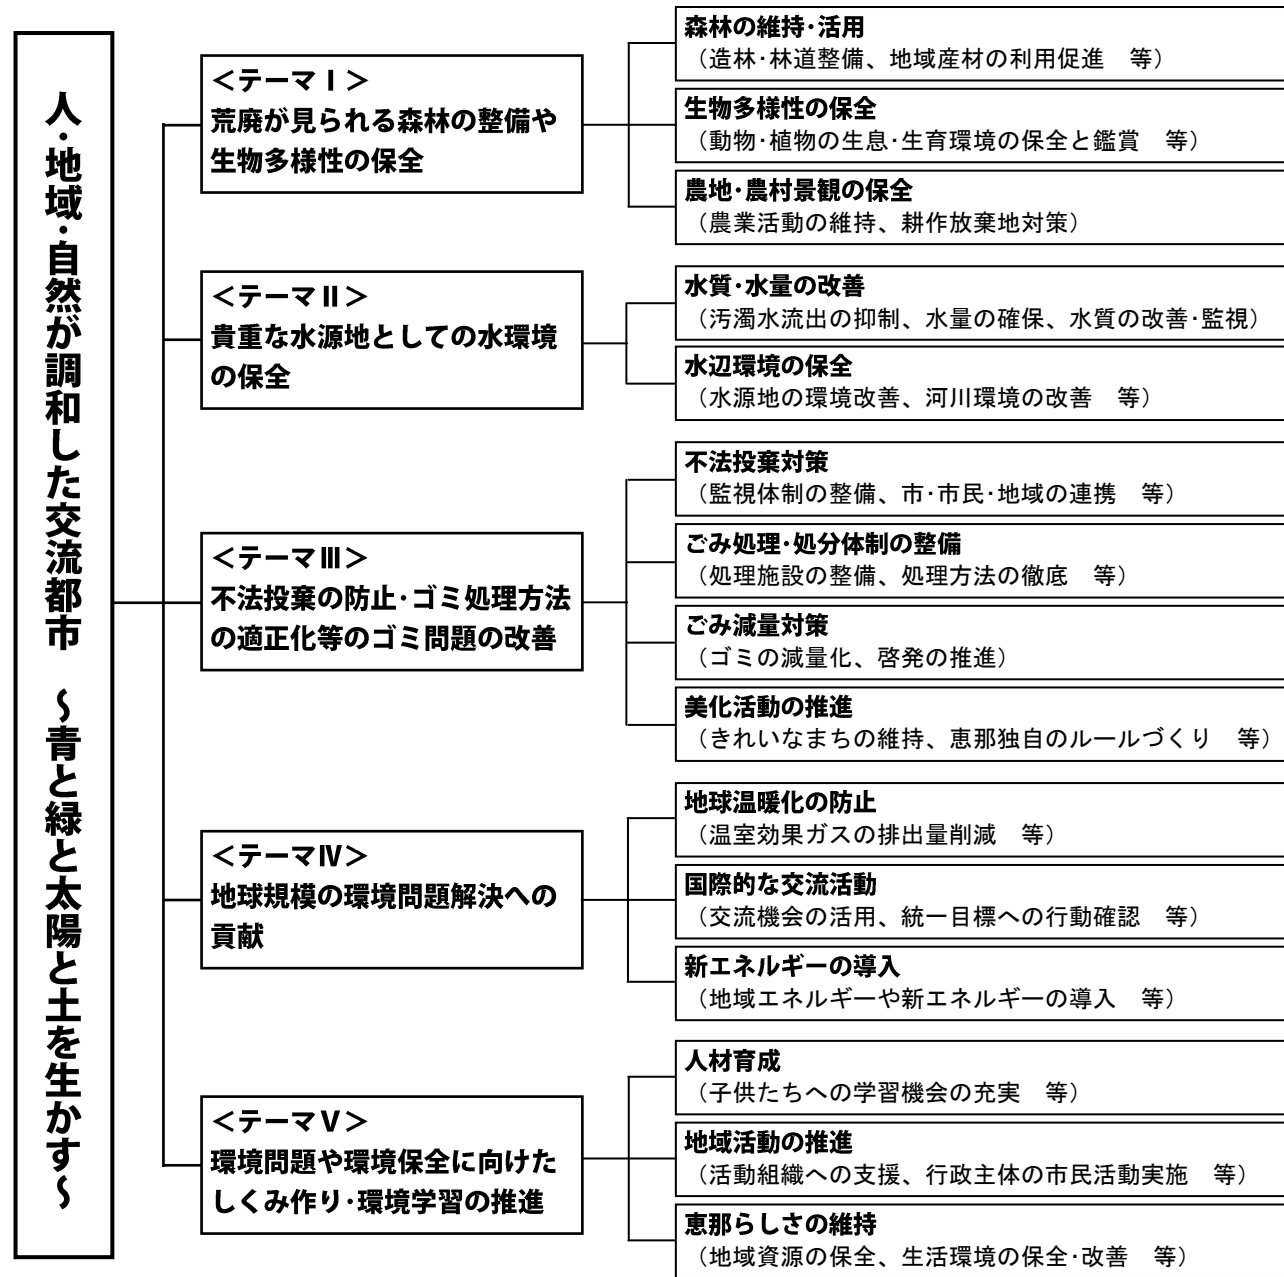 人・地域・自然が調和した交流都市　～青と緑と太陽と土を生かす～
＜テーマⅠ＞
荒廃が見られる森林の整備や
生物多様性の保全
森林の維持・活用
（造林・林道整備、地域産材の利用促進　等）
生物多様性の保全
（動物・植物の生息・生育環境の保全と鑑賞　等）
農地・農村景観の保全
（農業活動の維持、耕作放棄地対策）
＜テーマⅡ＞
貴重な水源地としての水環境
の保全
水質・水量の改善
（汚濁水流出の抑制、水量の確保、水質の改善・監視）
水辺環境の保全
（水源地の環境改善、河川環境の改善　等）
＜テーマⅢ＞
不法投棄の防止・ゴミ処理方法
の適正化等のゴミ問題の改善
不法投棄対策
（監視体制の整備、市・市民・地域の連携　等）
ごみ処理・処分体制の整備
（処理施設の整備、処理方法の徹底　等）
ごみ減量対策
（ゴミの減量化、啓発の推進）
美化活動の推進
（きれいなまちの維持、恵那独自のルールづくり　等）
＜テーマⅣ＞
地球規模の環境問題解決への
貢献
地球温暖化の防止
（温室効果ガスの排出量削減　等）
国際的な交流活動
（交流機会の活用、統一目標への行動確認　等）
新エネルギーの導入
（地域エネルギーや新エネルギーの導入　等）
＜テーマⅤ＞
環境問題や環境保全に向けた
しくみ作り・環境学習の推進
人材育成
（子供たちへの学習機会の充実　等）
地域活動の推進
（活動組織への支援、行政主体の市民活動実施　等）
恵那らしさの維持
（地域資源の保全、生活環境の保全・改善　等）